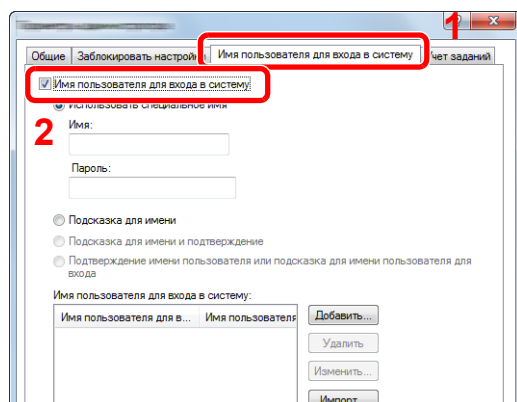 1
Общие Заблокировать настройки Имя пользователя для входа в систему Учет заданий
Имя пользователя для входа в систему
2
Использовать специальное имя
Имя:
Пароль:
Подсказка для имени
Подсказка для имени и подтверждение
Подтверждение имени пользователя или подсказка для имени пользователя для
входа
Имя пользователя для входа в систему:
Имя пользователя для в... Имя пользователя
Добавить...
Удалить
Изменить...
Импорт...